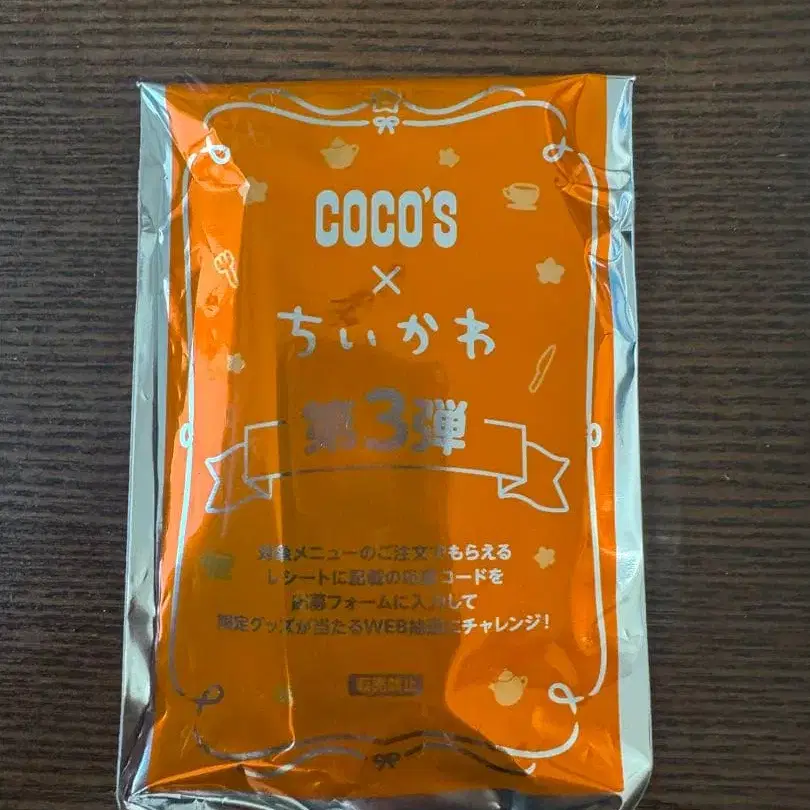 COCO'S
×
ちいかわ
第3弾
対象メニューのご注文でもらえる
レシートに記載の応募コードを
応募フォームに入力して
限定グッズが当たるWEB抽選にチャレンジ!
転売禁止